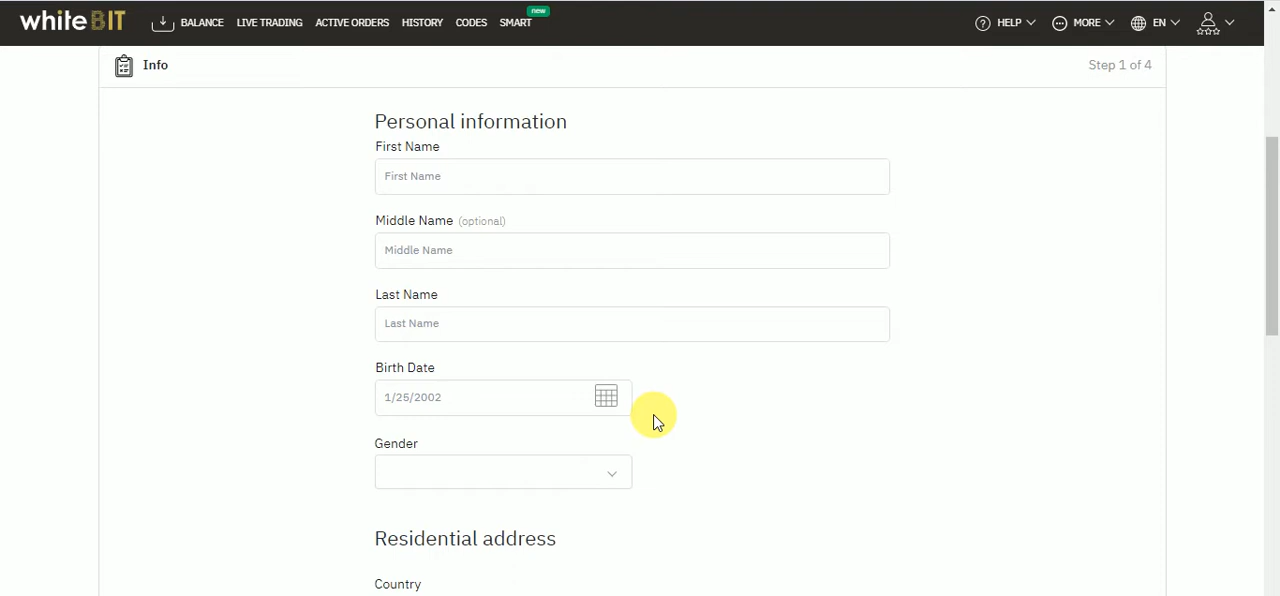 whiteBIT BALANCE LIVE TRADING ACTIVE ORDERS HISTORY CODES SMART new HELP MORE EN
Info Step 1 of 4
Personal information
First Name
First Name
Middle Name (optional)
Middle Name
Last Name
Last Name
Birth Date
1/25/2002
Gender
Residential address
Country